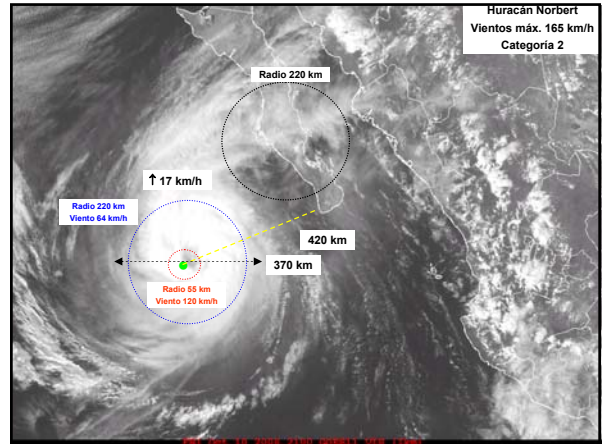 Huracán Norbert
Vientos máx. 165 km/h
Categoría 2
Radio 220 km
↑ 17 km/h
Radio 220 km
Viento 64 km/h
420 km
370 km
Radio 55 km
Viento 120 km/h